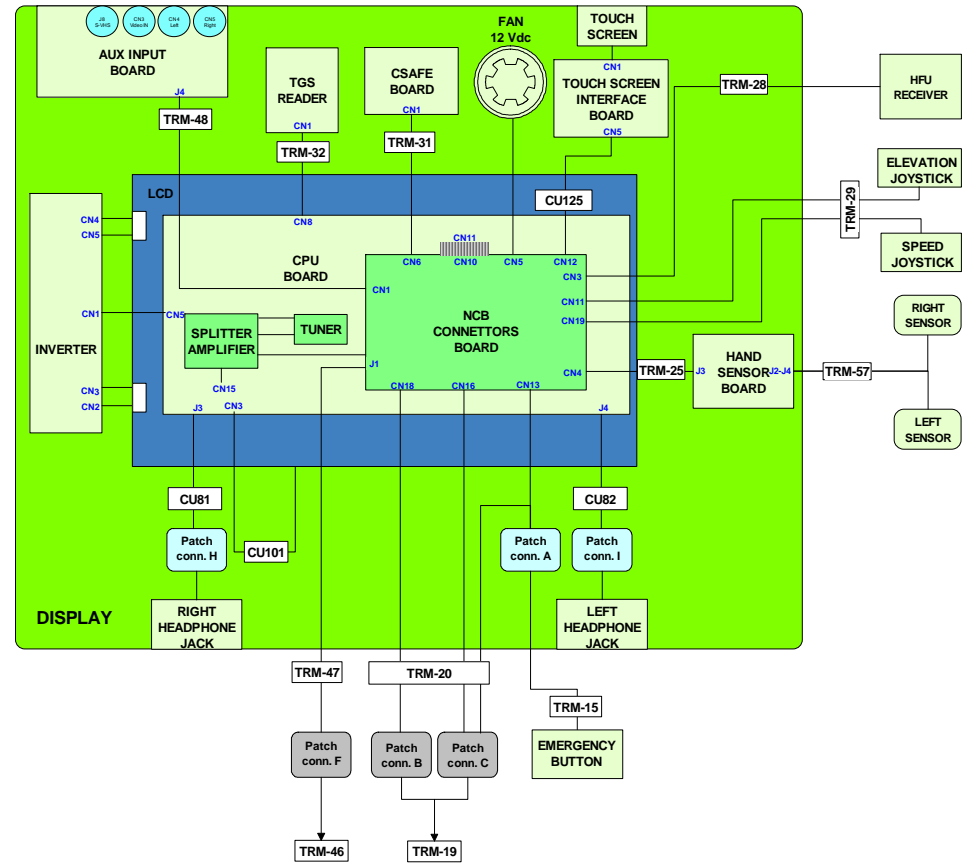 J8
S-VHS
CN3
Video IN
CN4
Left
CN5
Right
AUX INPUT
BOARD
J4
TRM-48
TGS
READER
CN1
TRM-32
CSAFE
BOARD
CN1
TRM-31
FAN
12 Vdc
TOUCH
SCREEN
CN1
TOUCH SCREEN
INTERFACE
BOARD
CN5
CU125
TRM-28
HFU
RECEIVER
ELEVATION
JOYSTICK
TRM-29
SPEED
JOYSTICK
LCD
CN8
CPU
BOARD
CN11
CN6
CN10
CN5
CN12
CN3
CN1
CN11
CN19
NCB
CONNETTORS
BOARD
J1
CN4
CN18
CN16
CN13
CN4
CN5
CN1
INVERTER
CN3
CN2
CN5
SPLITTER
AMPLIFIER
TUNER
CN15
CN3
J3
J4
TRM-25
J3
HAND
SENSOR
BOARD
J2-J4
TRM-57
RIGHT
SENSOR
LEFT
SENSOR
CU81
Patch
conn. H
CU101
RIGHT
HEADPHONE
JACK
Patch
conn. A
CU82
Patch
conn. I
LEFT
HEADPHONE
JACK
DISPLAY
TRM-47
TRM-20
TRM-15
Patch
conn. F
Patch
conn. B
Patch
conn. C
EMERGENCY
BUTTON
TRM-46
TRM-19